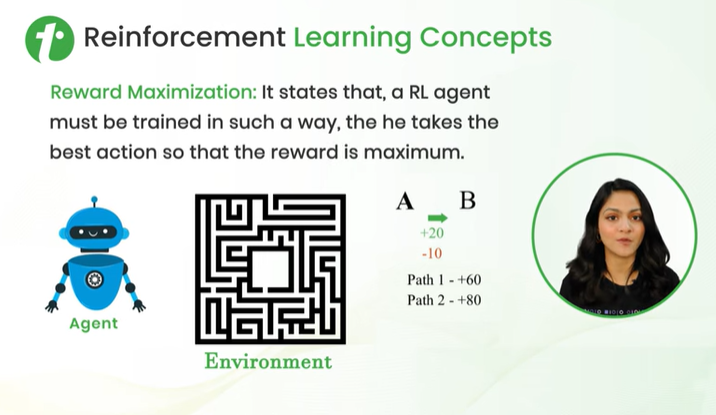 Reinforcement Learning Concepts
Reward Maximization: It states that, a RL agent
must be trained in such a way, the he takes the
best action so that the reward is maximum.
A B
+20
-10
Path 1 - +60
Path 2 - +80
Agent
Environment